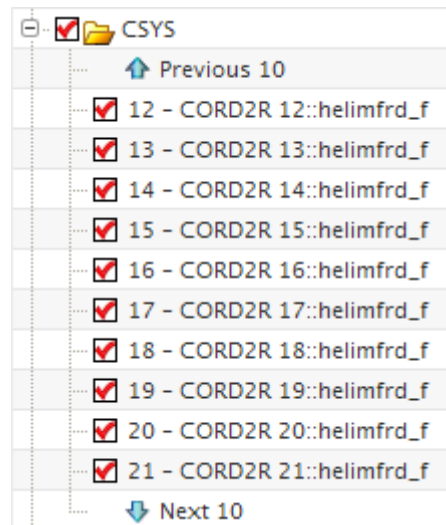 CSYS
Previous 10
12 - CORD2R 12::helimfrd_f
13 - CORD2R 13::helimfrd_f
14 - CORD2R 14::helimfrd_f
15 - CORD2R 15::helimfrd_f
16 - CORD2R 16::helimfrd_f
17 - CORD2R 17::helimfrd_f
18 - CORD2R 18::helimfrd_f
19 - CORD2R 19::helimfrd_f
20 - CORD2R 20::helimfrd_f
21 - CORD2R 21::helimfrd_f
Next 10